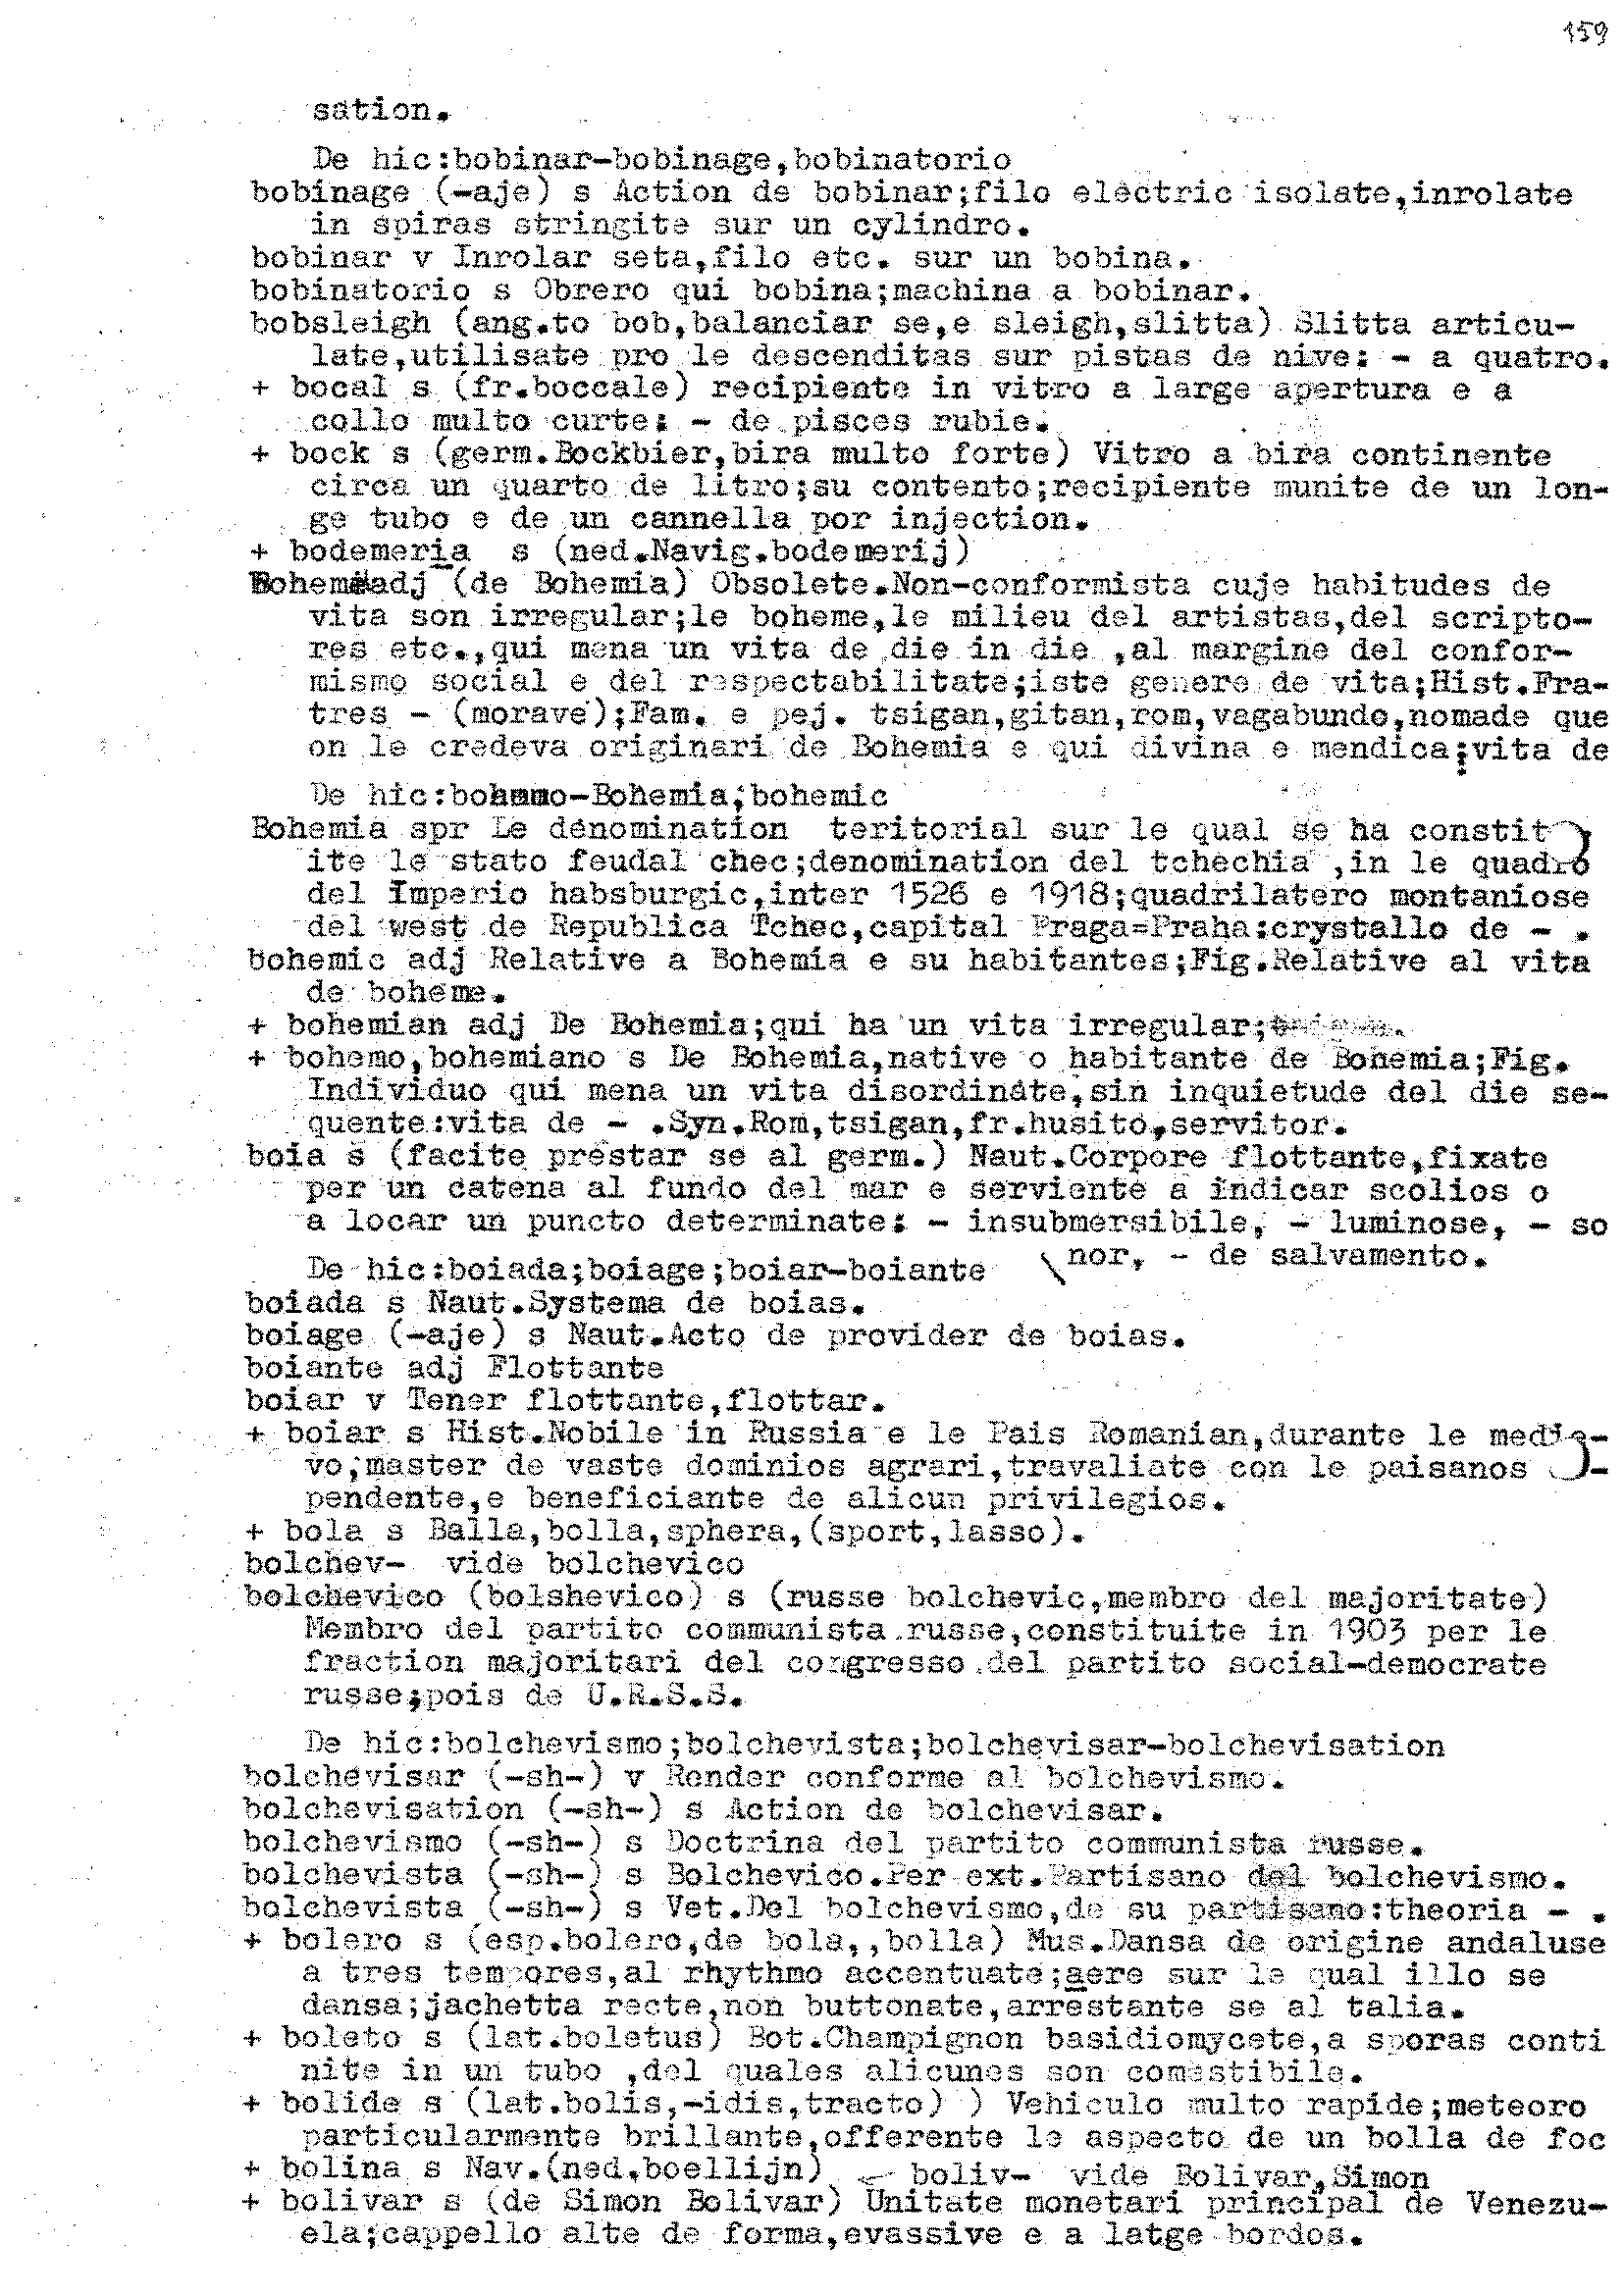 159
sation.
De hic:bobinar-bobinage,bobinatorio
bobinage (-aje) s Action de bobinar;filo electric isolate,inrolate
in spiras stringite sur un cylindro.
bobinar v Inrolar seta,filo etc. sur un bobina.
bobinatorio s Obrero qui bobina;machina a bobinar.
bobsleigh (ang.to bob,balanciar se,e sleigh,slitta) Slitta articu-
late,utilisate pro le descenditas sur pistas de nive: - a quatro.
+ bocal s (fr.boccale) recipiente in vitro a large apertura e a
collo multo curte: - de pisces rubie.
+ bock s (germ.Bockbier,bira multo forte) Vitro a bira continente
circa un quarto de litro;su contento;recipiente munite de un lon-
ge tubo e de un cannella por injection.
+ bodemeria s (ned.Navig.bodemerij)
Boheme adj (de Bohemia) Obsolete.Non-conformista cuje habitudes de
vita son irregular;le boheme,le milieu del artistas,del scripto-
res etc.,qui mena un vita de die in die ,al margine del confor-
mismo social e del respectabilitate;iste genere de vita;Hist.Fra-
tres - (morave);Fam. e pej. tsigan,gitan,rom,vagabundo,nomade que
on le credeva originari de Bohemia e qui divina e mendica;vita de
De hic:bohemo-Bohemia;bohemic
Bohemia spr Le denomination teritorial sur le qual se ha constit
ite le stato feudal chec;denomination del tchechia ,in le quadro
del Imperio habsburgic,inter 1526 e 1918;quadrilatero montaniose
del west de Republica Tchec,capital Praga=Praha:crystallo de - .
bohemic adj Relative a Bohemia e su habitantes;Fig.Relative al vita
de boheme.
+ bohemian adj De Bohemia;qui ha un vita irregular;
+ bohemo,bohemiano s De Bohemia,native o habitante de Bohemia;Fig.
Individuo qui mena un vita disordinate,sin inquietude del die se-
quente:vita de - .Syn.Rom,tsigan,fr.husito,servitor.
boia s (facite prestar se al germ.) Naut.Corpore flottante,fixate
per un catena al fundo del mar e serviente a indicar scolios o
a locar un puncto determinate: - insubmersibile, - luminose, - so
nor, - de salvamento.
De hic:boiada;boiage;boiar-boiante
boiada s Naut.Systema de boias.
boiage (-aje) s Naut.Acto de provider de boias.
boiante adj Flottante
boiar v Tener flottante,flottar.
+ boiar s Hist.Nobile in Russia e le Pais Romanian,durante le medie-
vo,master de vaste dominios agrari,travaliate con le paisanos -
pendente,e beneficiante de alicun privilegios.
+ bola s Balla,bolla,sphera,(sport,lasso).
bolchev- vide bolchevico
bolchevico (bolshevico) s (russe bolchevic,membro del majoritate)
Membro del partito communista russe,constituite in 1903 per le
fraction majoritari del congresso del partito social-democrate
russe;pois de U.R.S.S.
De hic:bolchevismo;bolchevista;bolchevisar-bolchevisation
bolchevisar (-sh-) v Render conforme al bolchevismo.
bolchevisation (-sh-) s Action de bolchevisar.
bolchevismo (-sh-) s Doctrina del partito communista russe.
bolchevista (-sh-) s Bolchevico.Per ext.Partisano del bolchevismo.
bolchevista (-sh-) s Vet.Del bolchevismo,de su partisano:theoria - .
+ bolero s (esp.bolero,de bola,,bolla) Mus.Dansa de origine andaluse
a tres tempores,al rhythmo accentuate;aere sur le qual illo se
dansa;jachetta recte,non buttonate,arrestante se al talia.
+ boleto s (lat.boletus) Bot.Champignon basidiomycete,a sporas conti
nite in un tubo ,del quales alicunes son comestibile.
+ bolide s (lat.bolis,-idis,tracto) ) Vehiculo multo rapide;meteoro
particularmente brillante,offerente le aspecto de un bolla de foc
+ bolina s Nav.(ned.boellijn) boliv- vide Bolivar,Simon
+ bolivar s (de Simon Bolivar) Unitate monetari principal de Venezu-
ela;cappello alte de forma,evassive e a latge bordos.